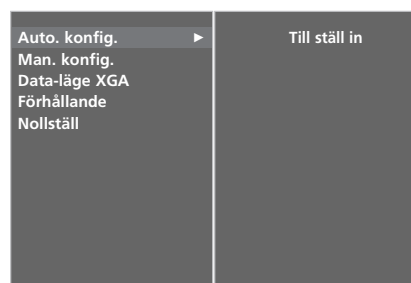 Auto. konfig. ►
Till ställ in
Man. konfig.
Data-läge XGA
Förhållande
Nollställ